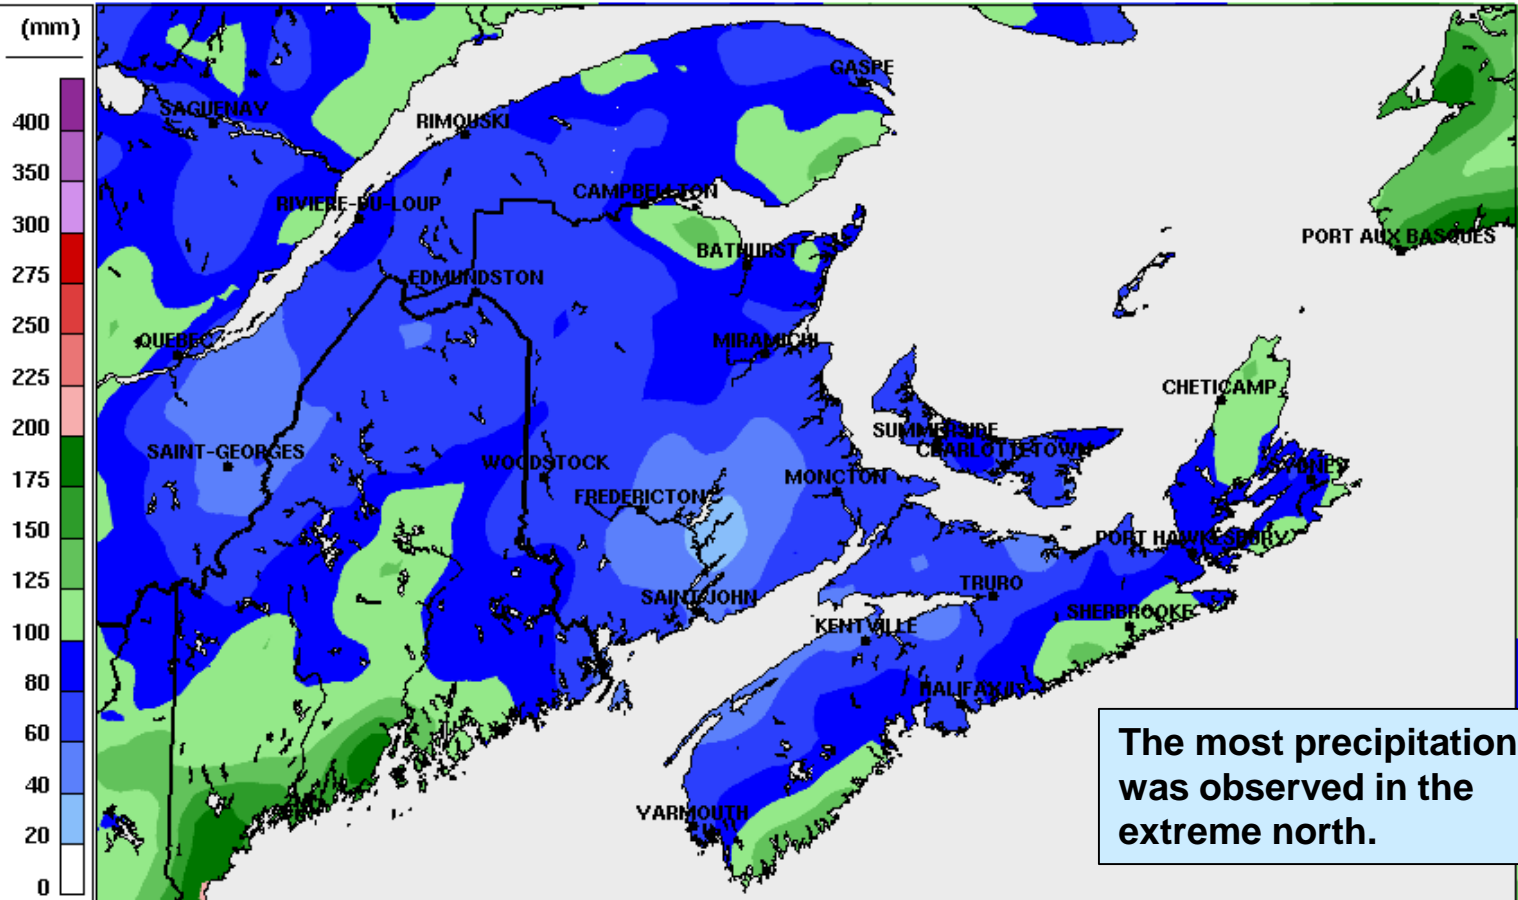 (mm)
400
350
300
275
250
225
200
175
150
125
100
80
60
40
20
0
GASPE
SAGUENAY
RIMOUSKI
CAMPBELLTON
RIVIERE-DU-LOUP
PORT AUX BASQUES
BATHURST
EDMUNDSTON
QUEBEC
MIRAMICHI
CHETICAMP
SUMMERSIDE
CHARLOTTETOWN
SAINT-GEORGES
WOODSTOCK
SYDNEY
MONCTON
FREDERICTON
PORT HAWKESBURY
TRURO
SAINT JOHN
SHERBROOKE
KENTVILLE
HALIFAX
YARMOUTH
The most precipitation
was observed in the
extreme north.